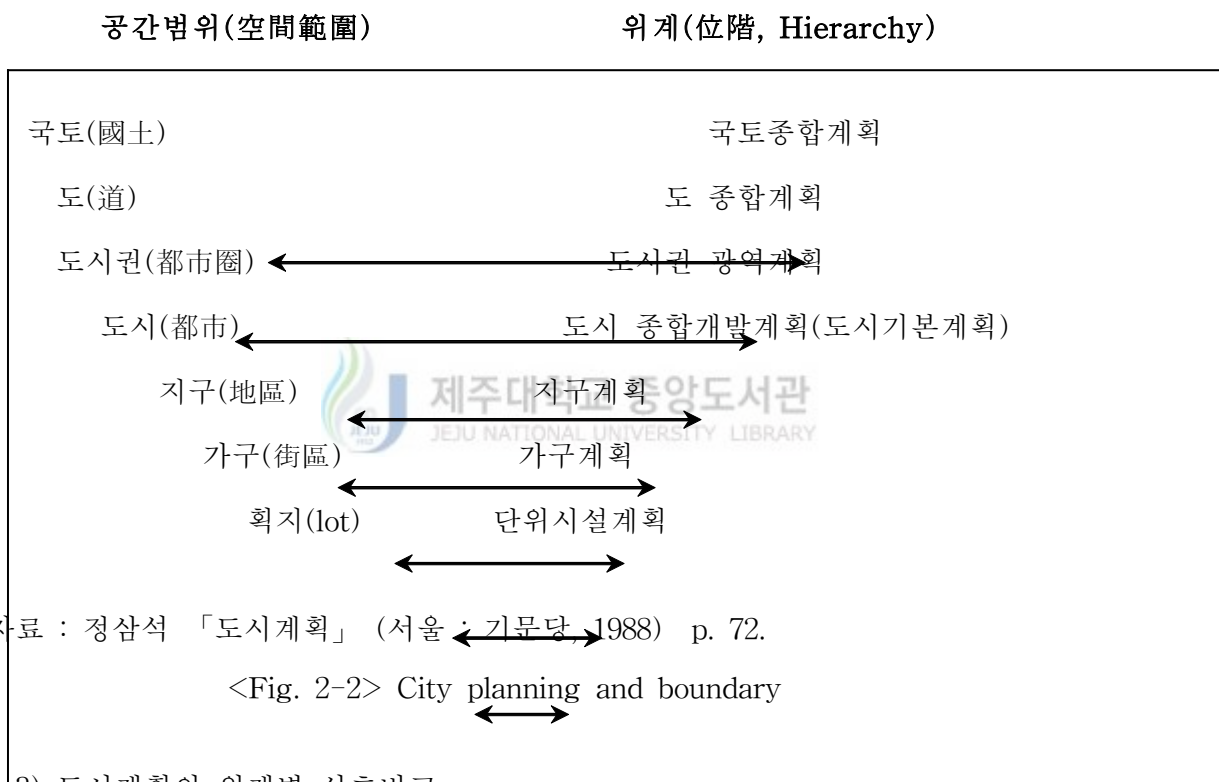 공간범위(空間範圍) 위계(位階, Hierarchy)
국토(國土) 국토종합계획
도(道) 도 종합계획
도시권(都市圈) 도시권 광역계획
도시(都市) 도시 종합개발계획(도시기본계획)
지구(地區) 지구계획
제주대학교 중앙도서관
JEJU NATIONAL UNIVERSITY LIBRARY
가구(街區) 가구계획
획지(lot) 단위시설계획
자료 : 정삼석 「도시계획」 (서울 : 기문당, 1988) p. 72.
<Fig. 2-2> City planning and boundary